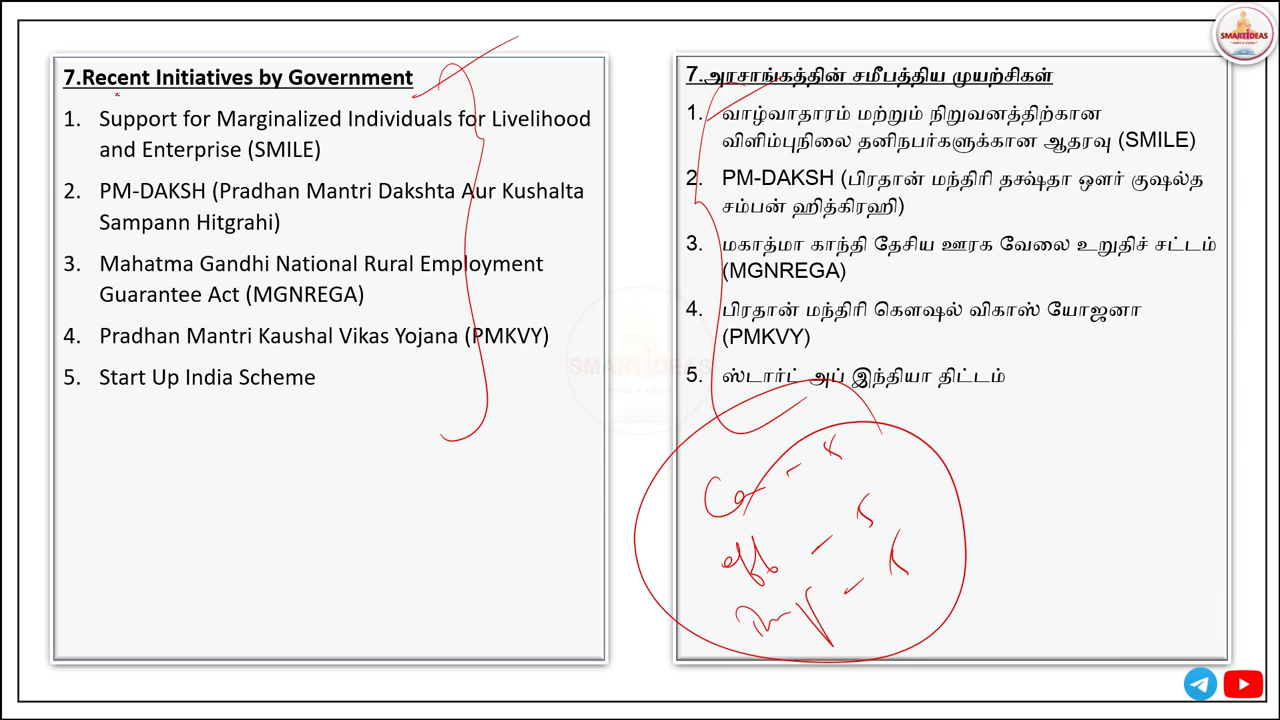 SMARTIDEAS
7.Recent Initiatives by Government
1. Support for Marginalized Individuals for Livelihood
and Enterprise (SMILE)
2. PM-DAKSH (Pradhan Mantri Dakshta Aur Kushalta
Sampann Hitgrahi)
3. Mahatma Gandhi National Rural Employment
Guarantee Act (MGNREGA)
4. Pradhan Mantri Kaushal Vikas Yojana (PMKVY)
5. Start Up India Scheme
7.அரசாங்கத்தின் சமீபத்திய முயற்சிகள்
1. வாழ்வாதாரம் மற்றும் நிறுவனத்திற்கான
விளிம்புநிலை தனிநபர்களுக்கான ஆதரவு (SMILE)
2. PM-DAKSH (பிரதான் மந்திரி தக்ஷ்தா ஔர் குஷல்த
சம்பன் ஹித்கிரஹி)
3. மகாத்மா காந்தி தேசிய ஊரக வேலை உறுதிச் சட்டம்
(MGNREGA)
4. பிரதான் மந்திரி கௌஷல் விகாஸ் யோஜனா
(PMKVY)
5. ஸ்டார்ட் அப் இந்தியா திட்டம்
SMARTIDEAS